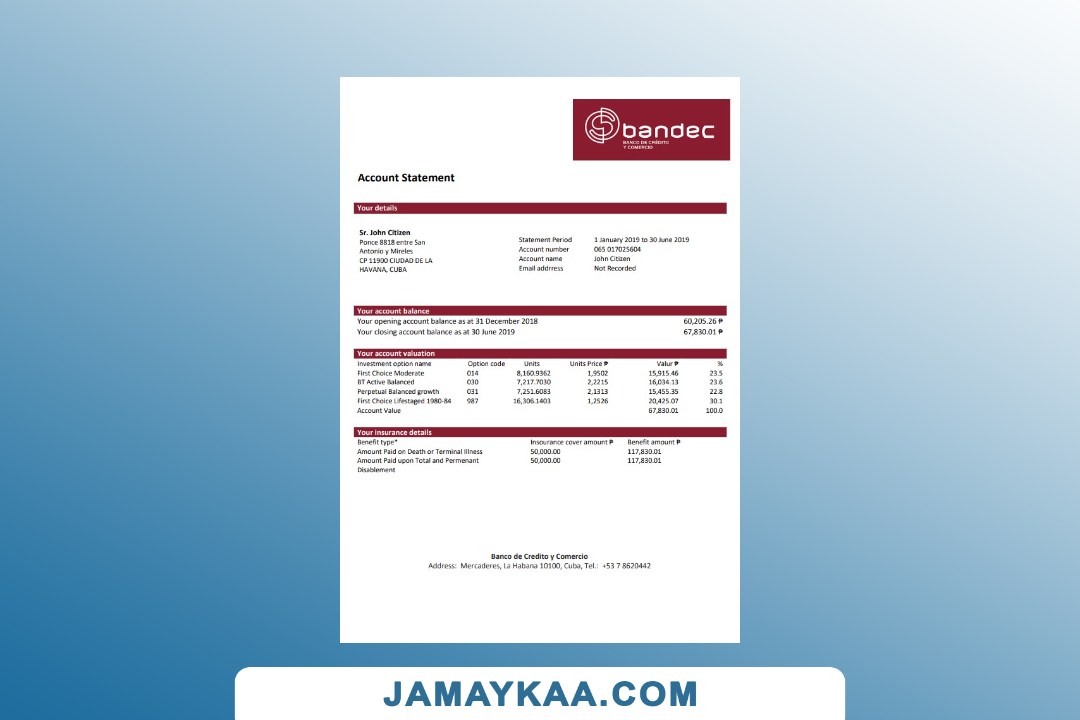 bandec
BANCO DE CRÉDITO
Y COMERCIO
Account Statement
Your details
Sr. John Citizen
Ponce 8818 entre San
Antonio y Mireles
CP 11900 CIUDAD DE LA
HAVANA, CUBA
Statement Period 1 January 2019 to 30 June 2019
Account number 065 017025604
Account name John Citizen
Email addrress Not Recorded
Your account balance
Your opening account balance as at 31 December 2018 60,205.26 ₱
Your closing account balance as at 30 June 2019 67,830.01 ₱
Your account valuation
Investment option name Option code Units Units Price ₱ Valur ₱ %
First Choice Moderate 014 8,160.9362 1,9502 15,915.46 23.5
BT Active Balanced 030 7,217.7030 2,2215 16,034.13 23.6
Perpetual Balanced growth 031 7,251.6083 2,1313 15,455.35 22.8
First Choice Lifestaged 1980-84 987 16,306.1403 1,2526 20,425.07 30.1
Account Value 67,830.01 100.0
Your insurance details
Benefit type* Inssourance cover amount ₱ Benefit amount ₱
Amount Paid on Death or Terminal Illness 50,000.00 117,830.01
Amount Paid upon Total and Permenant 50,000.00 117,830.01
Disablement
Banco de Credito y Comercio
Address: Mercaderes, La Habana 10100, Cuba, Tel.: +53 7 8620442
JAMAYKAA.COM